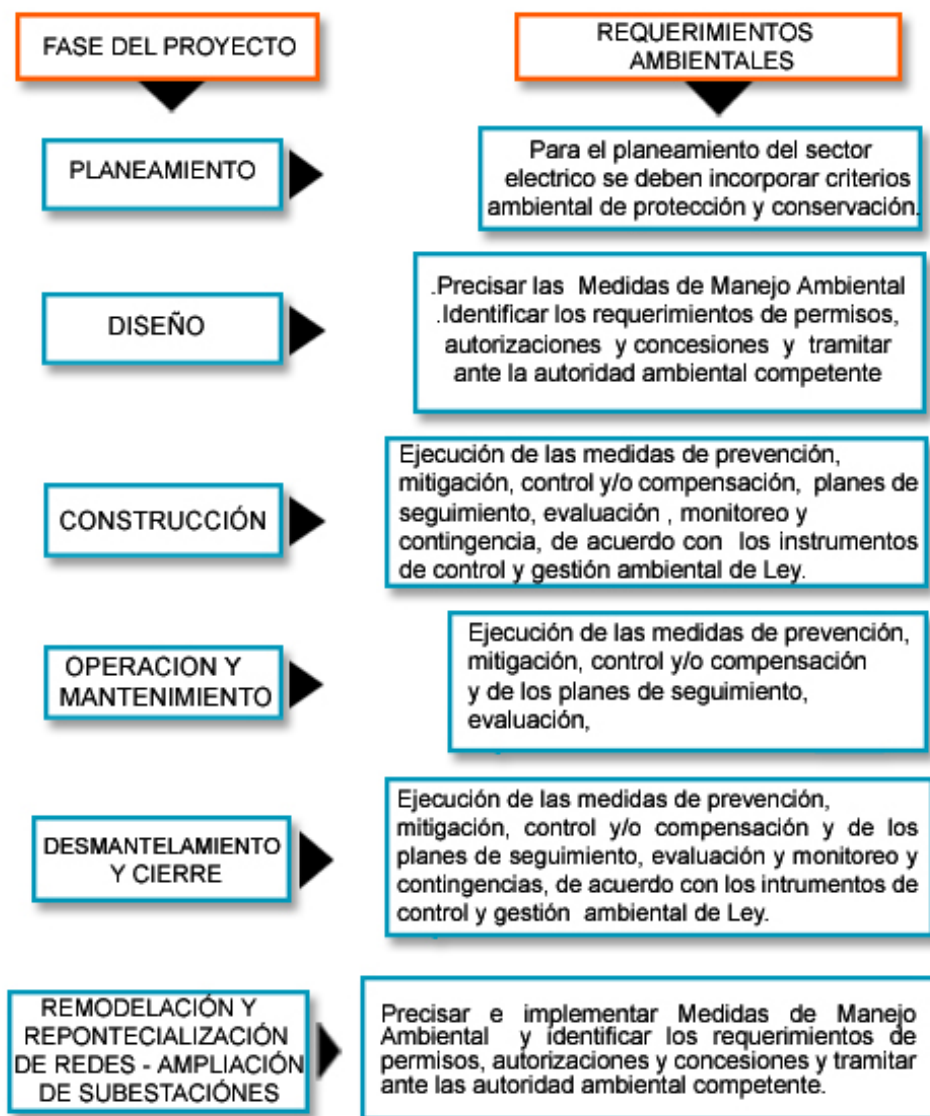 FASE DEL PROYECTO
REQUERIMIENTOS
AMBIENTALES
PLANEAMIENTO
Para el planeamiento del sector
electrico se deben incorporar criterios
ambiental de protección y conservación.
DISEÑO
.Precisar las Medidas de Manejo Ambiental
.Identificar los requerimientos de permisos,
autorizaciones y concesiones y tramitar
ante la autoridad ambiental competente
CONSTRUCCIÓN
Ejecución de las medidas de prevención,
mitigación, control y/o compensación, planes de
seguimiento, evaluación , monitoreo y
contingencia, de acuerdo con los instrumentos
de control y gestión ambiental de Ley.
OPERACION Y
MANTENIMIENTO
Ejecución de las medidas de prevención,
mitigación, control y/o compensación
y de los planes de seguimiento,
evaluación,
DESMANTELAMIENTO
Y CIERRE
Ejecución de las medidas de prevención,
mitigación, control y/o compensación y de los
planes de seguimiento, evaluación y monitoreo y
contingencias, de acuerdo con los intrumentos de
control y gestión ambiental de Ley.
REMODELACIÓN Y
REPONTECIALIZACIÓN
DE REDES - AMPLIACIÓN
DE SUBESTACIÓNES
Precisar e implementar Medidas de Manejo
Ambiental y identificar los requerimientos de
permisos, autorizaciones y concesiones y tramitar
ante las autoridad ambiental competente.